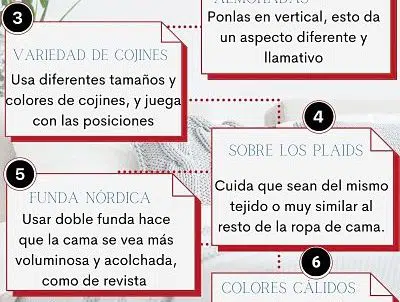 ALMOHADAS
Ponlas en vertical, esto da
un aspecto diferente y
llamativo
3
VARIEDAD DE COJINES
Usa diferentes tamaños y
colores de cojines, y juega
con las posiciones
4
SOBRE LOS PLAIDS
Cuida que sean del mismo
tejido o muy similar al
resto de la ropa de cama.
5
FUNDA NÓRDICA
Usar doble funda hace
que la cama se vea más
voluminosa y acolchada,
como de revista
6
COLORES CÁLIDOS